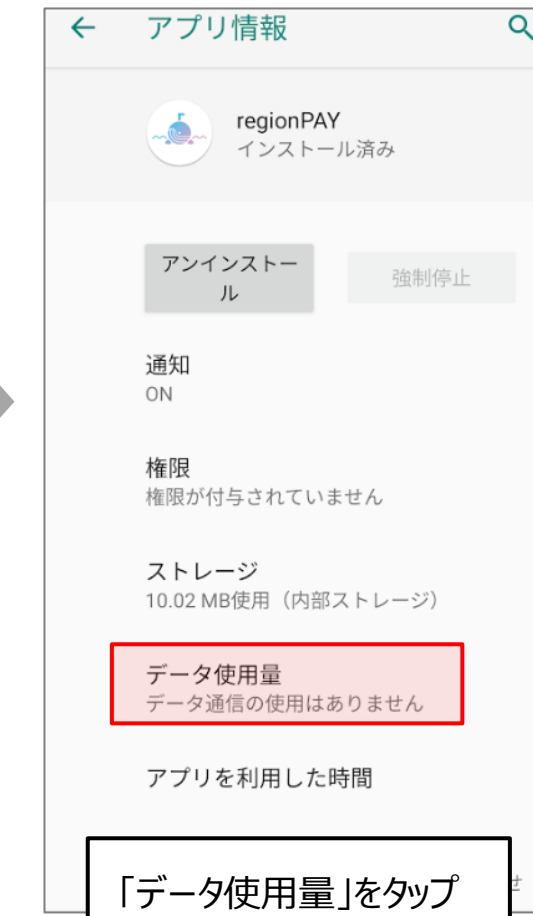 アプリ情報
regionPAY
インストール済み
アンインストー
ル
強制停止
通知
ON
権限
権限が付与されていません
ストレージ
10.02 MB使用（内部ストレージ）
データ使用量
データ通信の使用はありません
アプリを利用した時間
「データ使用量」をタップ